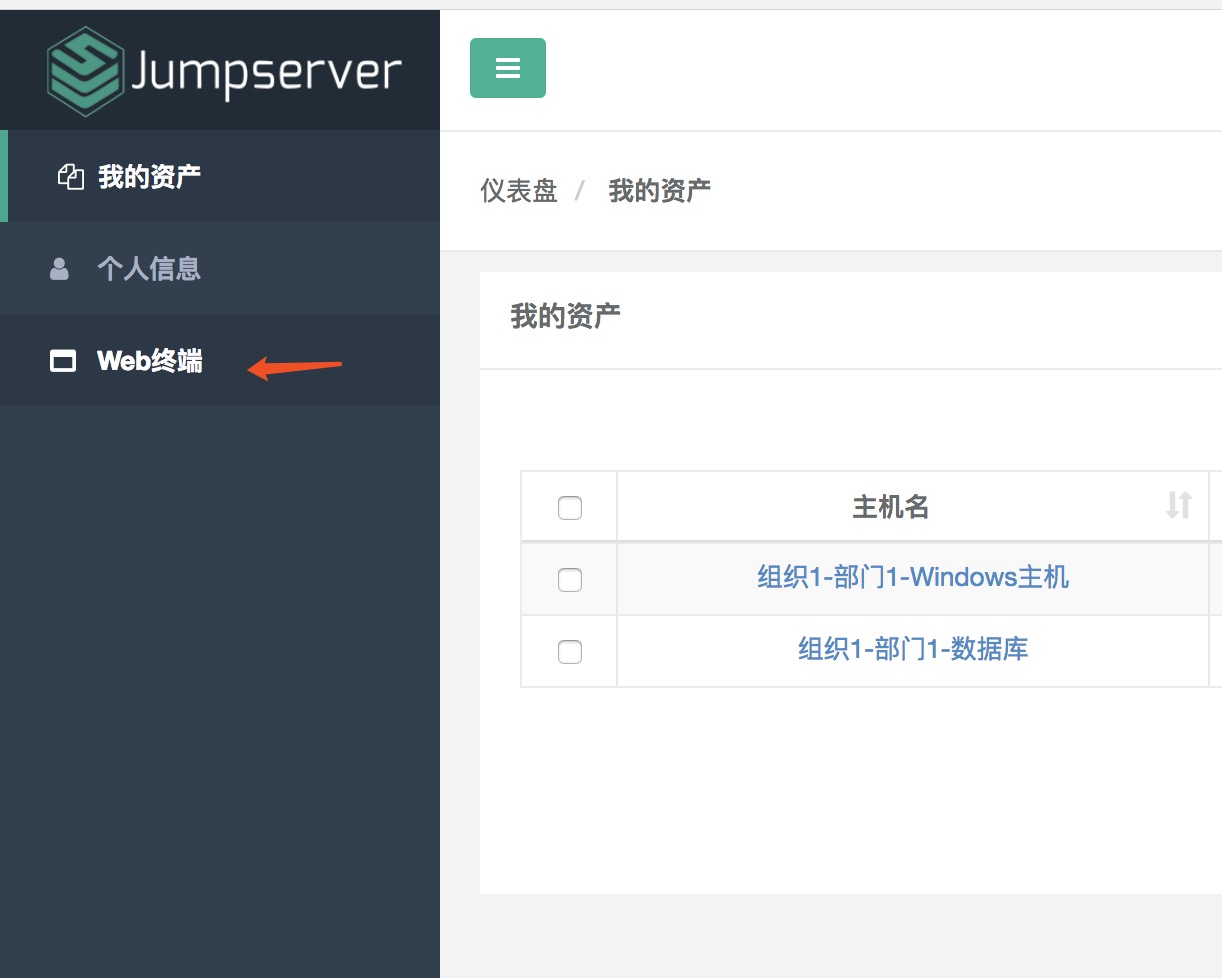 Jumpserver
我的资产
个人信息
Web终端
仪表盘 / 我的资产
我的资产
主机名
组织1-部门1-Windows主机
组织1-部门1-数据库